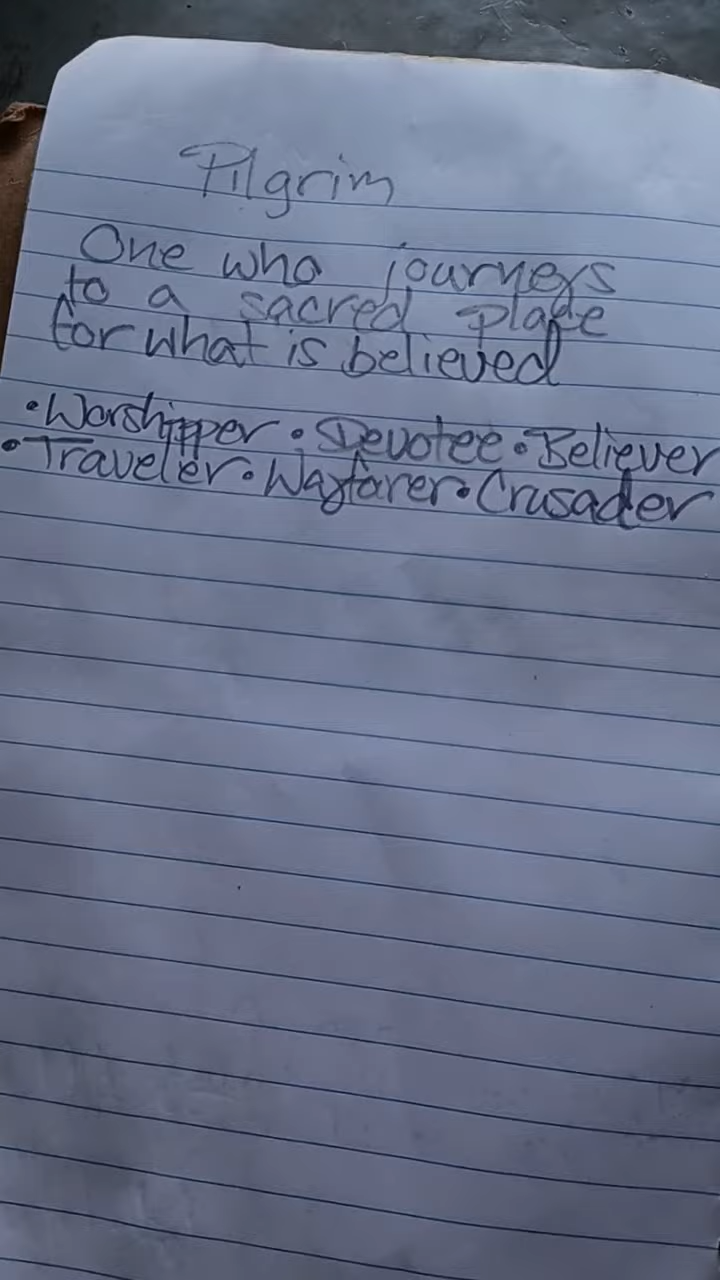 Pilgrim
One who journeys
to a sacred place
for what is believed
•Worshipper •Devotee •Believer
•Traveler •Wayfarer •Crusader